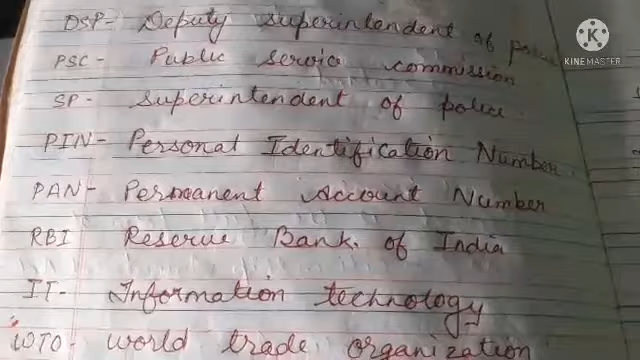 DSP- Deputy superintendent of police
PSC- Public service commission
SP- superintendent of police
PIN- Personal Identification Number
PAN- Permanent Account Number
RBI Reserve Bank of India
IT- Information technology
WTO- world trade organization
K
KINEMASTER